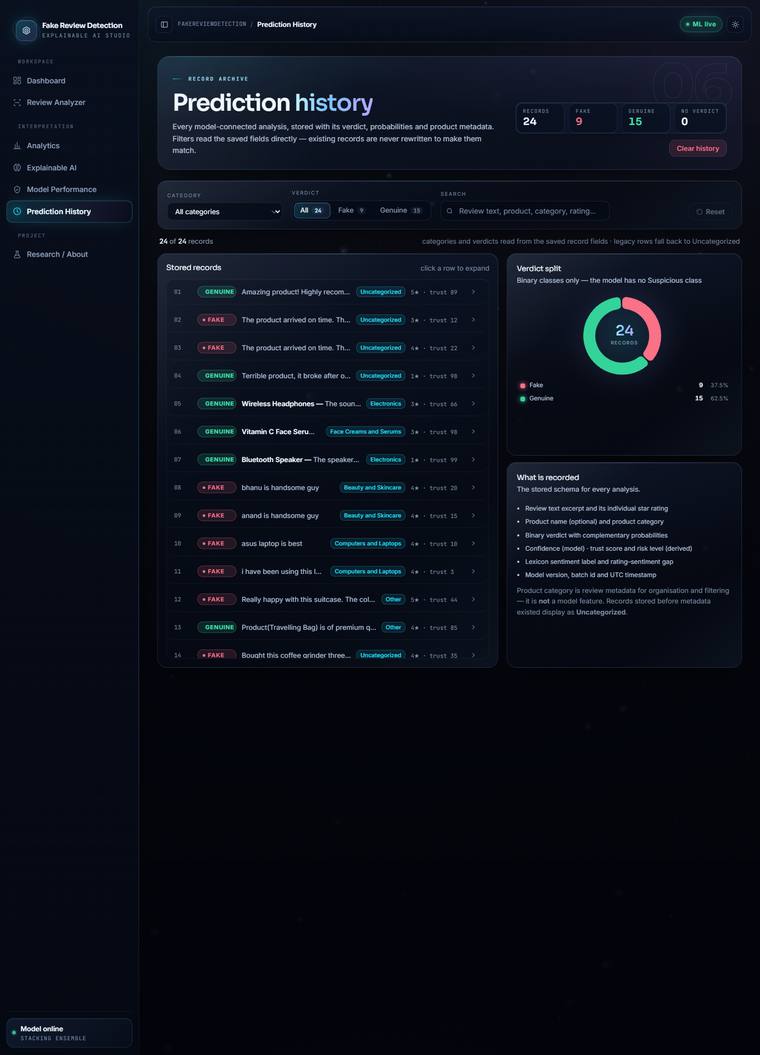 Fake Review Detection
EXPLAINABLE AI STUDIO
WORKSPACE
Dashboard
Review Analyzer
INTERPRETATION
Analytics
Explainable AI
Model Performance
Prediction History
PROJECT
Research / About
Model online
STACKING ENSEMBLE
FAKEREVIEWDETECTION / Prediction History
ML live
06
RECORD ARCHIVE
Prediction history
Every model-connected analysis, stored with its verdict, probabilities and product metadata.
Filters read the saved fields directly — existing records are never rewritten to make them
match.
RECORDS
24
FAKE
9
GENUINE
15
NO VERDICT
0
Clear history
CATEGORY
All categories
VERDICT
All 24
Fake 9
Genuine 15
SEARCH
Review text, product, category, rating...
Reset
24 of 24 records
categories and verdicts read from the saved record fields · legacy rows fall back to Uncategorized
Stored records
click a row to expand
01 GENUINE Amazing product! Highly recom... Uncategorized 5★ · trust 89
02 FAKE The product arrived on time. Th... Uncategorized 3★ · trust 12
03 FAKE The product arrived on time. Th... Uncategorized 4★ · trust 22
04 GENUINE Terrible product, it broke after o... Uncategorized 1★ · trust 98
05 GENUINE Wireless Headphones — The soun... Electronics 3★ · trust 66
06 GENUINE Vitamin C Face Seru... Face Creams and Serums 3★ · trust 98
07 GENUINE Bluetooth Speaker — The speaker... Electronics 1★ · trust 99
08 FAKE bhanu is handsome guy Beauty and Skincare 4★ · trust 20
09 FAKE anand is handsome guy Beauty and Skincare 4★ · trust 15
10 FAKE asus laptop is best Computers and Laptops 4★ · trust 10
11 FAKE i have been using this l... Computers and Laptops 4★ · trust 3
12 FAKE Really happy with this suitcase. The col... Other 5★ · trust 44
13 GENUINE Product(Travelling Bag) is of premium q... Other 4★ · trust 85
14 FAKE Bought this coffee grinder three... Uncategorized 4★ · trust 35
Verdict split
Binary classes only — the model has no Suspicious class
24
RECORDS
Fake 9 37.5%
Genuine 15 62.5%
What is recorded
The stored schema for every analysis.
• Review text excerpt and its individual star rating
• Product name (optional) and product category
• Binary verdict with complementary probabilities
• Confidence (model) · trust score and risk level (derived)
• Lexicon sentiment label and rating-sentiment gap
• Model version, batch id and UTC timestamp
Product category is review metadata for organisation and filtering
— it is not a model feature. Records stored before metadata
existed display as Uncategorized.